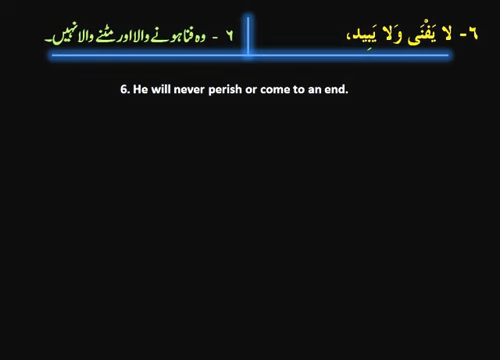 ٦- لا يَفْنَى وَلا يَبِيد،
٦ - وہ فنا ہونے والا اور مٹنے والا نہیں۔
6. He will never perish or come to an end.